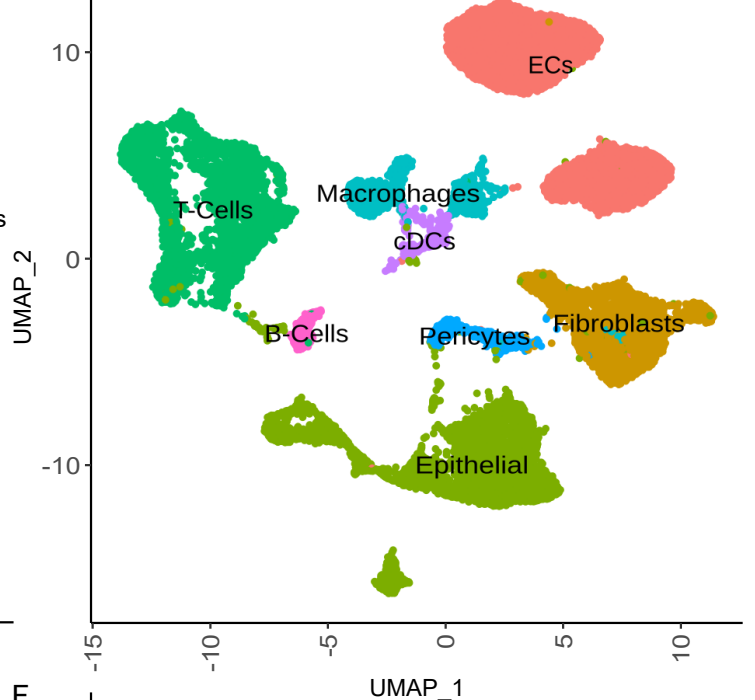 10
ECs
Macrophages
T-Cells
s
cDCs
0
UMAP_2
Fibroblasts
B-Cells
Pericytes
-10
Epithelial
-15
-10
-5
0
5
10
UMAP_1